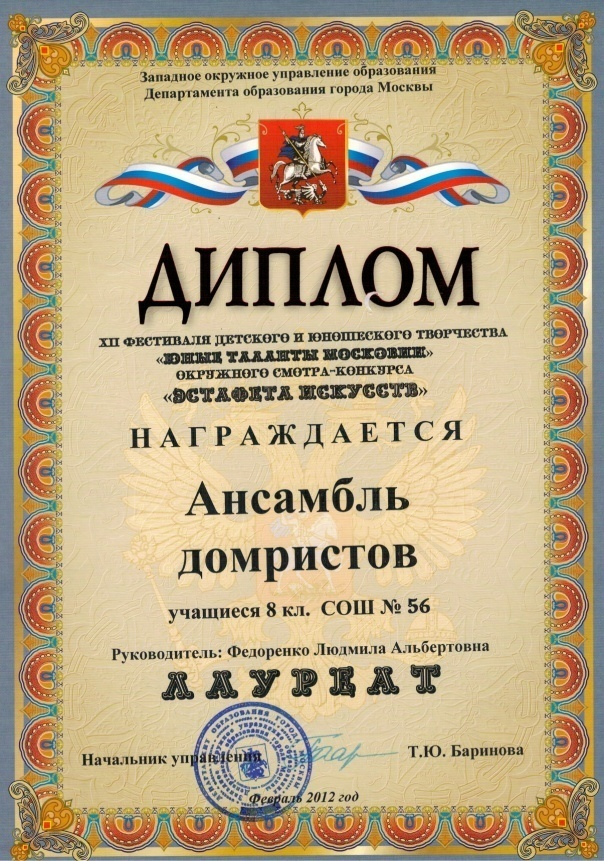 Западное окружное управление образования
Департамента образования города Москвы
ДИПЛОМ
XII ФЕСТИВАЛЯ ДЕТСКОГО И ЮНОШЕСКОГО ТВОРЧЕСТВА
«ЮНЫЕ ТАЛАНТЫ МОСКОВИИ»
ОКРУЖНОГО СМОТРА-КОНКУРСА
«ЭСТАФЕТА ИСКУССТВ»
НАГРАЖДАЕТСЯ
Ансамбль
домристов
учащиеся 8 кл. СОШ № 56
Руководитель: Федоренко Людмила Альбертовна
ЛАУРЕАТ
Начальник управления Т.Ю. Баринова
Февраль 2012 год